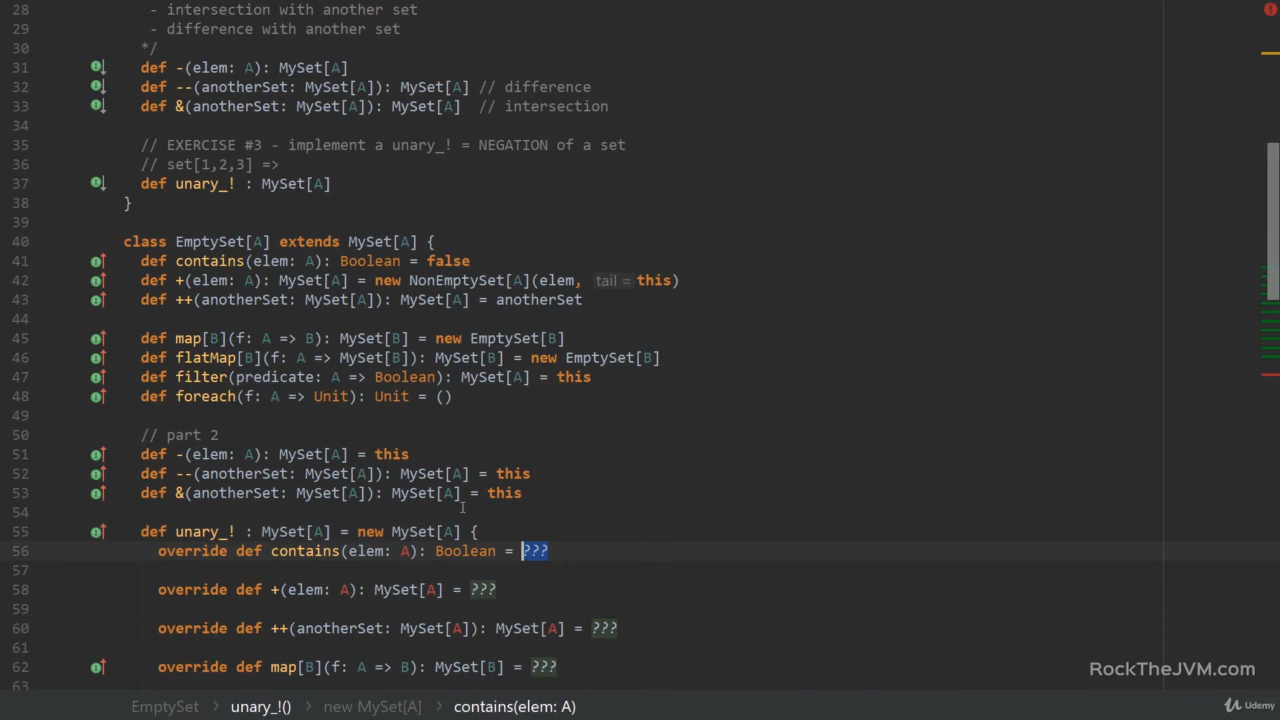 28 - intersection with another set
29 - difference with another set
30 */
31 def -(elem: A): MySet[A]
32 def --(anotherSet: MySet[A]): MySet[A] // difference
33 def &(anotherSet: MySet[A]): MySet[A] // intersection
34
35 // EXERCISE #3 - implement a unary_! = NEGATION of a set
36 // set[1,2,3] =>
37 def unary_! : MySet[A]
38 }
39
40 class EmptySet[A] extends MySet[A] {
41 def contains(elem: A): Boolean = false
42 def +(elem: A): MySet[A] = new NonEmptySet[A](elem, tail = this)
43 def ++(anotherSet: MySet[A]): MySet[A] = anotherSet
44
45 def map[B](f: A => B): MySet[B] = new EmptySet[B]
46 def flatMap[B](f: A => MySet[B]): MySet[B] = new EmptySet[B]
47 def filter(predicate: A => Boolean): MySet[A] = this
48 def foreach(f: A => Unit): Unit = ()
49
50 // part 2
51 def -(elem: A): MySet[A] = this
52 def --(anotherSet: MySet[A]): MySet[A] = this
53 def &(anotherSet: MySet[A]): MySet[A] = this
54
55 def unary_! : MySet[A] = new MySet[A] {
56 override def contains(elem: A): Boolean = ???
57
58 override def +(elem: A): MySet[A] = ???
59
60 override def ++(anotherSet: MySet[A]): MySet[A] = ???
61
62 override def map[B](f: A => B): MySet[B] = ???
63
RockTheJVM.com
EmptySet > unary_!() > new MySet[A] > contains(elem: A)
Udemy